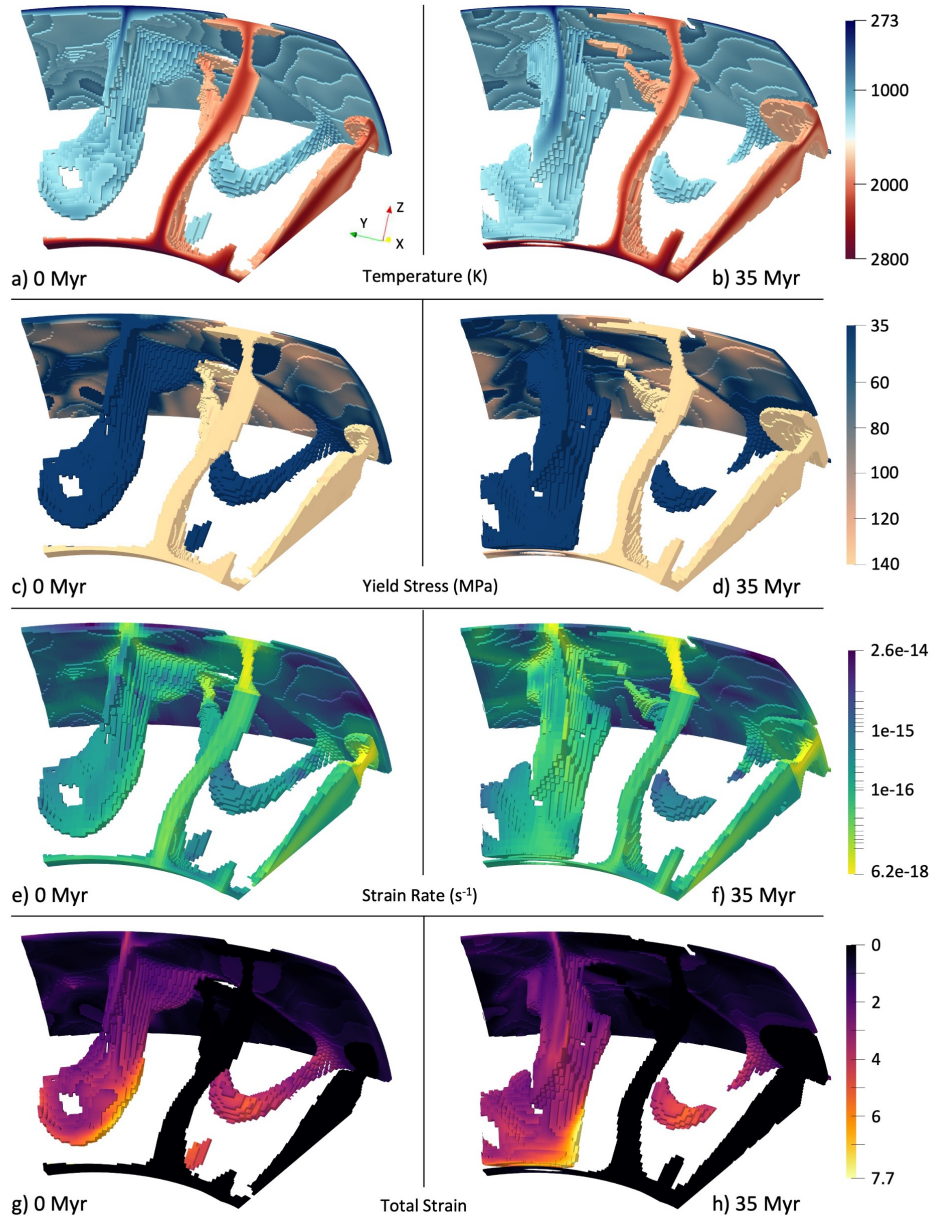 273
1000
2000
2800
Z
Y
X
a) 0 Myr
Temperature (K)
b) 35 Myr
35
60
80
100
120
140
c) 0 Myr
Yield Stress (MPa)
d) 35 Myr
2.6e-14
1e-15
1e-16
6.2e-18
e) 0 Myr
Strain Rate (s⁻¹)
f) 35 Myr
0
2
4
6
7.7
g) 0 Myr
Total Strain
h) 35 Myr